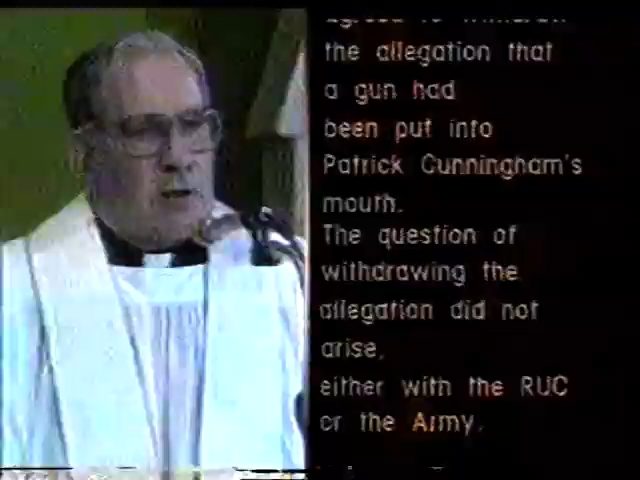 the allegation that
a gun had
been put into
Patrick Cunningham's
mouth.
The question of
withdrawing the
allegation did not
arise,
either with the RUC
or the Army.